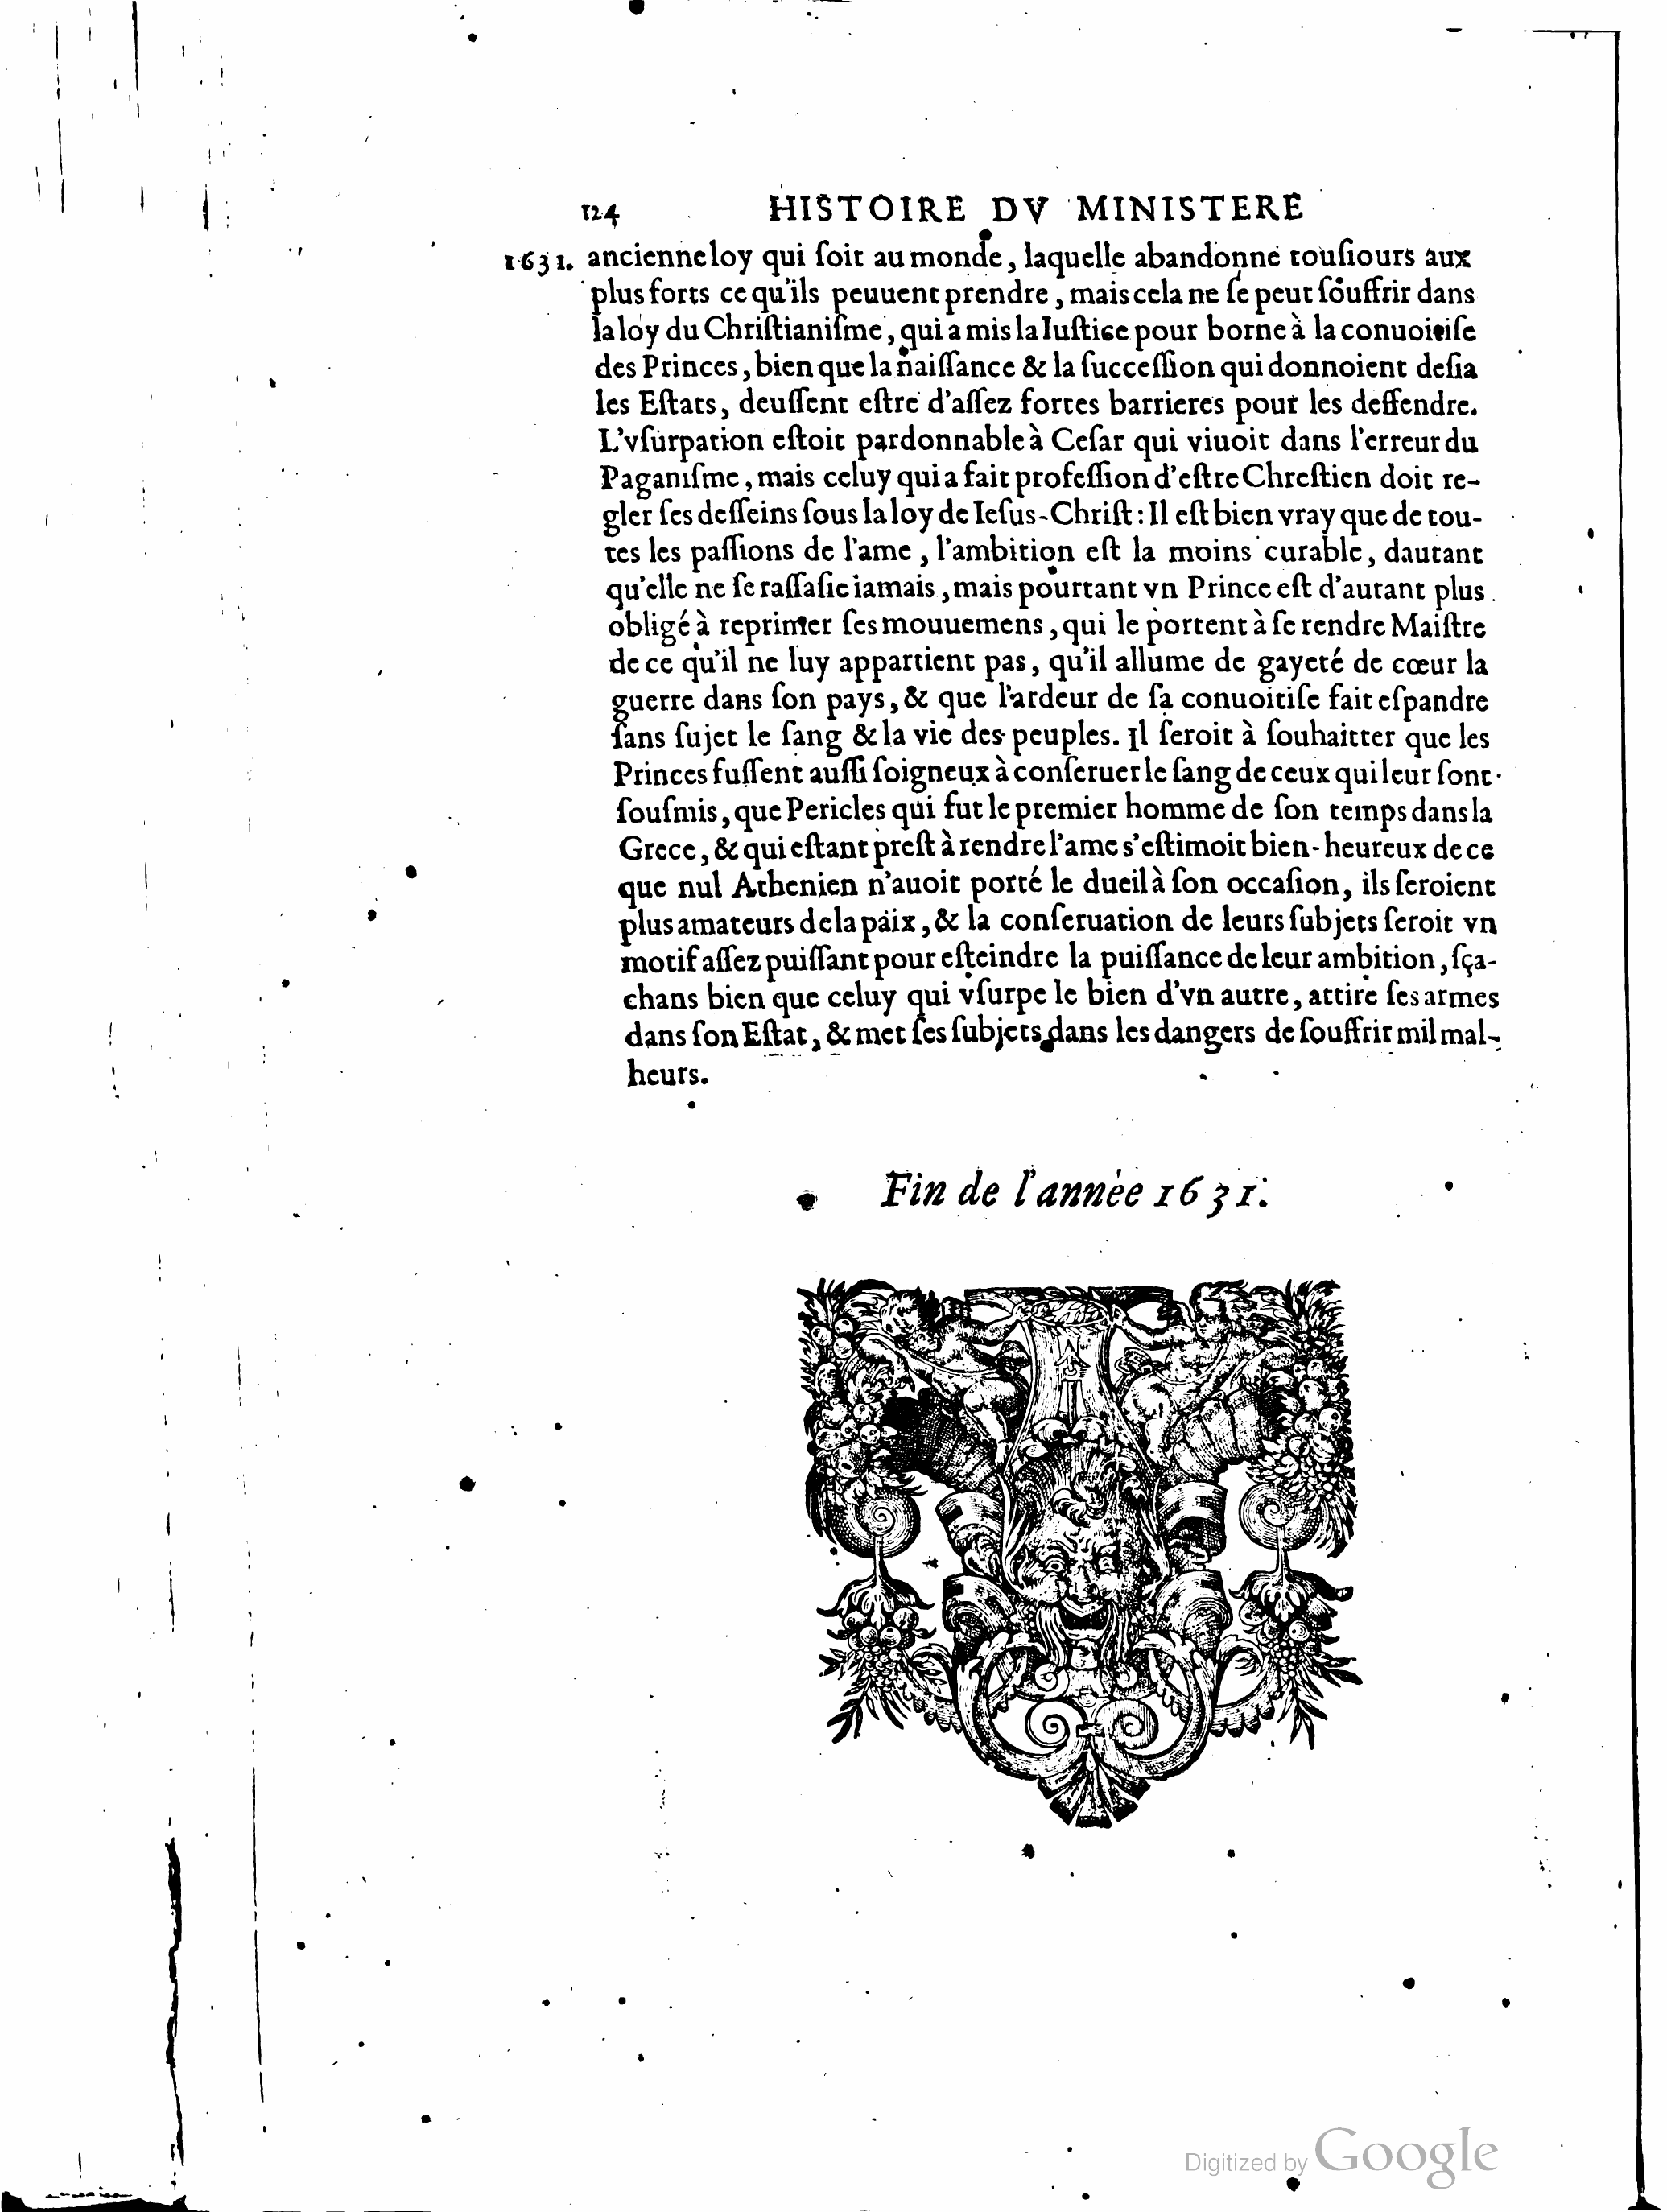 124 HISTOIRE DV MINISTERE
1631. ancienne loy qui ſoit au monde, laquelle abandonne touſiours aux
plus forts ce qu'ils peuuent prendre, mais cela ne ſe peut ſouffrir dans
la loy du Chriſtianiſme, qui a mis la Iuſtice pour borne à la conuoitiſe
des Princes, bien que la naiſſance & la ſucceſſion qui donnoient deſia
les Eſtats, deuſſent eſtre d'aſſez fortes barrieres pour les deffendre.
L'vſurpation eſtoit pardonnable à Ceſar qui viuoit dans l'erreur du
Paganiſme, mais celuy qui a fait profeſſion d'eſtre Chreſtien doit re-
gler ſes deſſeins ſous la loy de Ieſus-Chriſt: Il eſt bien vray que de tou-
tes les paſſions de l'ame, l'ambition eſt la moins curable, dautant
qu'elle ne ſe raſſaſie iamais, mais pourtant vn Prince eſt d'autant plus
obligé à reprimer ſes mouuemens, qui le portent à ſe rendre Maiſtre
de ce qu'il ne luy appartient pas, qu'il allume de gayeté de cœur la
guerre dans ſon pays, & que l'ardeur de ſa conuoitiſe fait eſpandre
ſans ſujet le ſang & la vie des peuples. Il ſeroit à ſouhaitter que les
Princes fuſſent auſſi ſoigneux à conſeruer le ſang de ceux qui leur ſont
ſouſmis, que Pericles qui fut le premier homme de ſon temps dans la
Grece, & qui eſtant preſt à rendre l'ame s'eſtimoit bien-heureux de ce
que nul Athenien n'auoit porté le dueil à ſon occaſion, ils ſeroient
plus amateurs de la paix, & la conſeruation de leurs ſubjets ſeroit vn
motif aſſez puiſſant pour eſteindre la puiſſance de leur ambition, ſça-
chans bien que celuy qui vſurpe le bien d'vn autre, attire ſes armes
dans ſon Eſtat, & met ſes ſubjets dans les dangers de ſouffrir mil mal-
heurs.
Fin de l'année 1631.
Digitized by Google